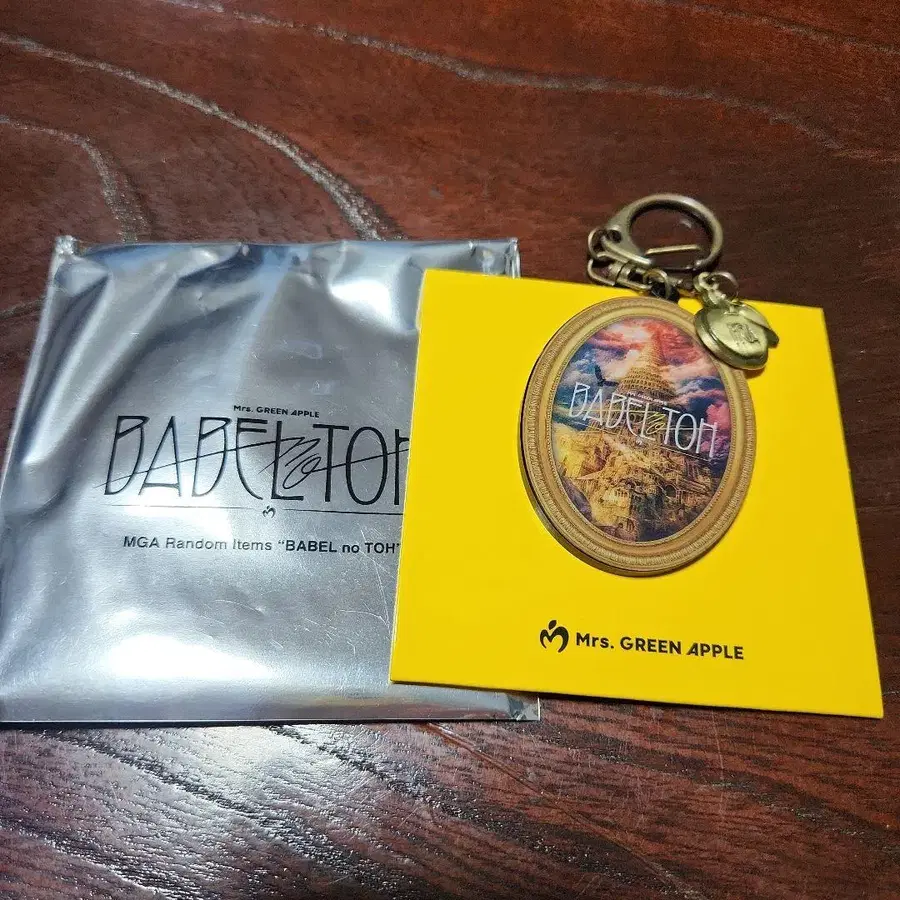 Mrs. GREEN APPLE
BABEL no TOH
MGA Random Items "BABEL no TOH"
BABEL no TOH
Mrs. GREEN APPLE